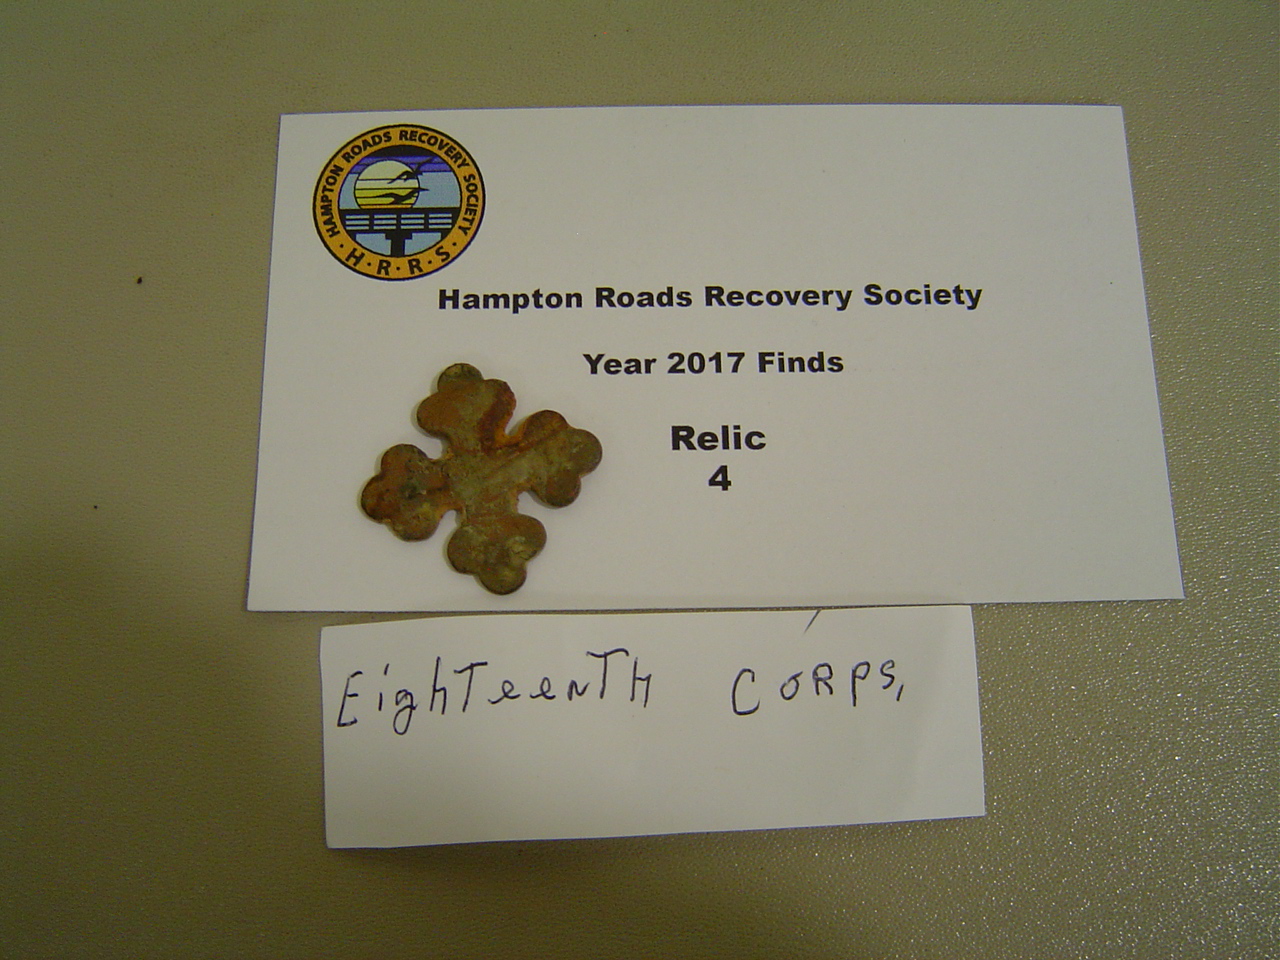 HAMPTON ROADS RECOVERY SOCIETY
· H · R · R · S ·
Hampton Roads Recovery Society
Year 2017 Finds
Relic
4
EighTeenTh CORPS,